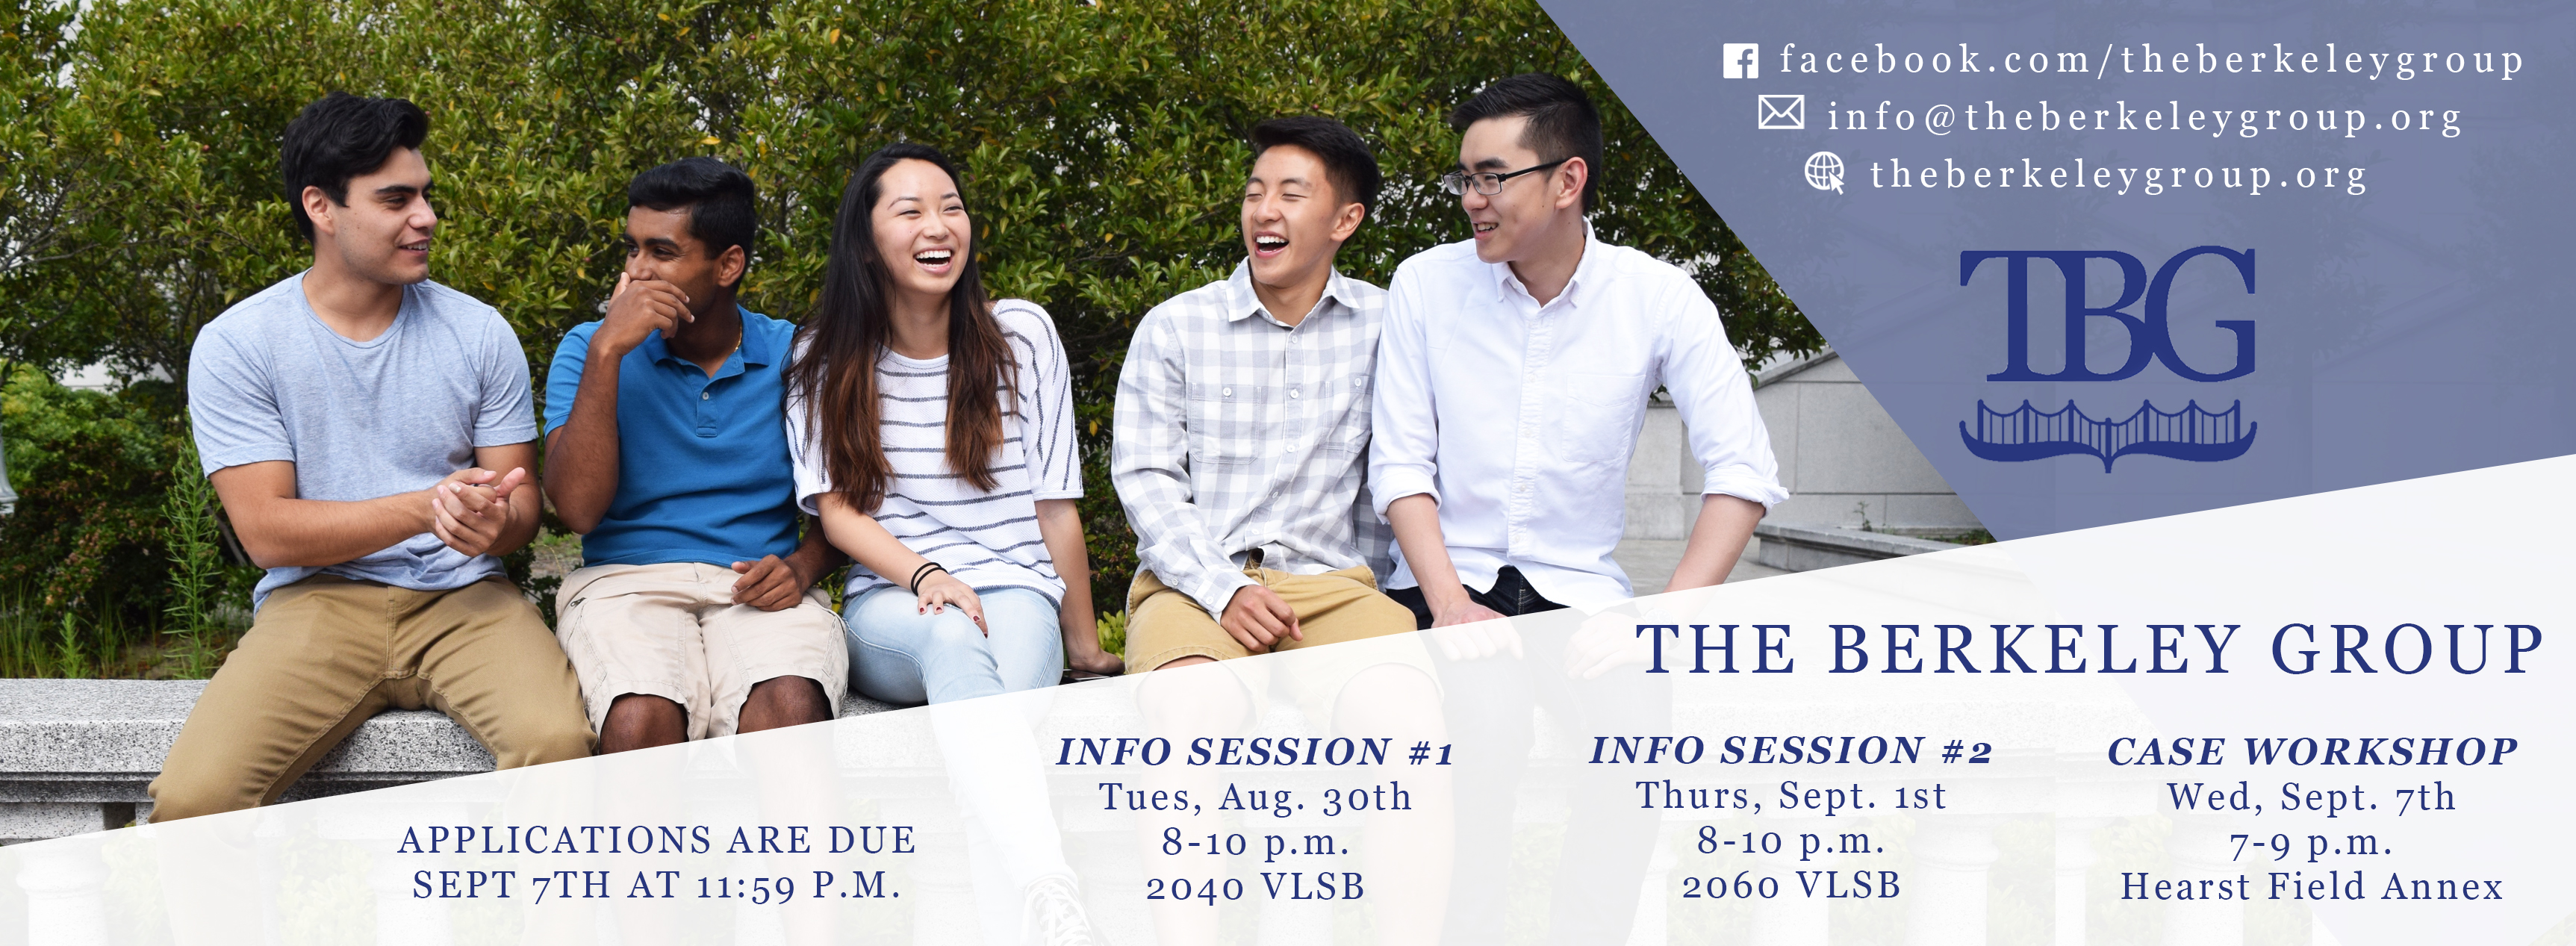 facebook.com/theberkeleygroup
info@theberkeleygroup.org
theberkeleygroup.org
TBG
THE BERKELEY GROUP
APPLICATIONS ARE DUE
SEPT 7TH AT 11:59 P.M.
INFO SESSION #1
Tues, Aug. 30th
8-10 p.m.
2040 VLSB
INFO SESSION #2
Thurs, Sept. 1st
8-10 p.m.
2060 VLSB
CASE WORKSHOP
Wed, Sept. 7th
7-9 p.m.
Hearst Field Annex